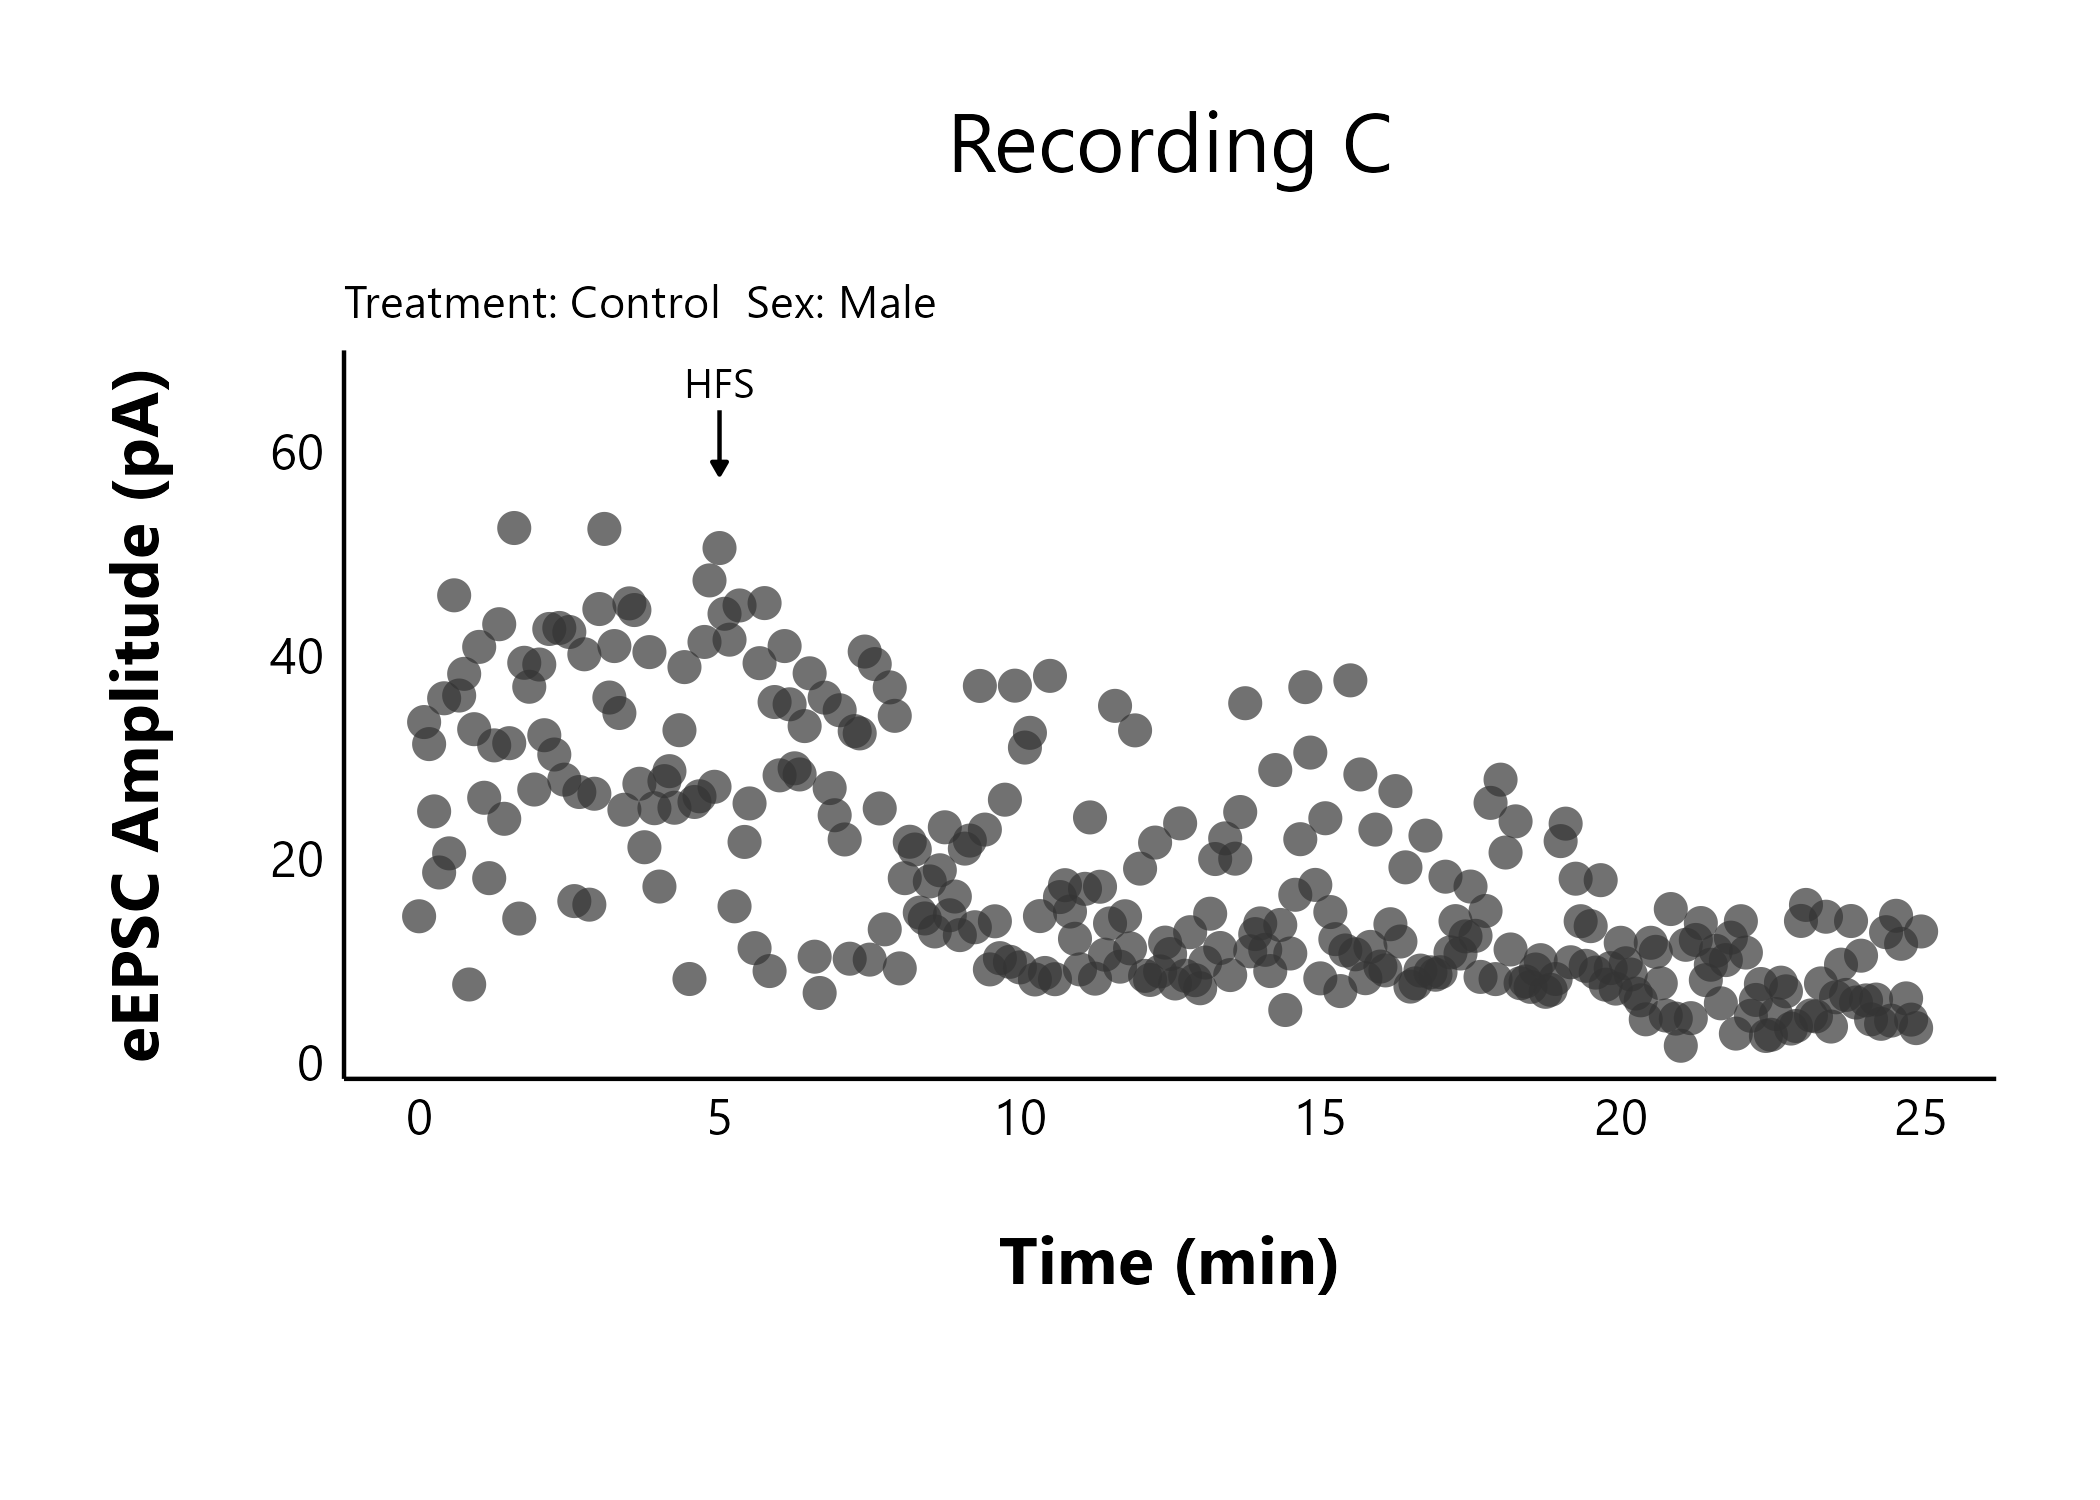 Recording C
Treatment: Control  Sex: Male
HFS
eEPSC Amplitude (pA)
60
40
20
0
0 5 10 15 20 25
Time (min)